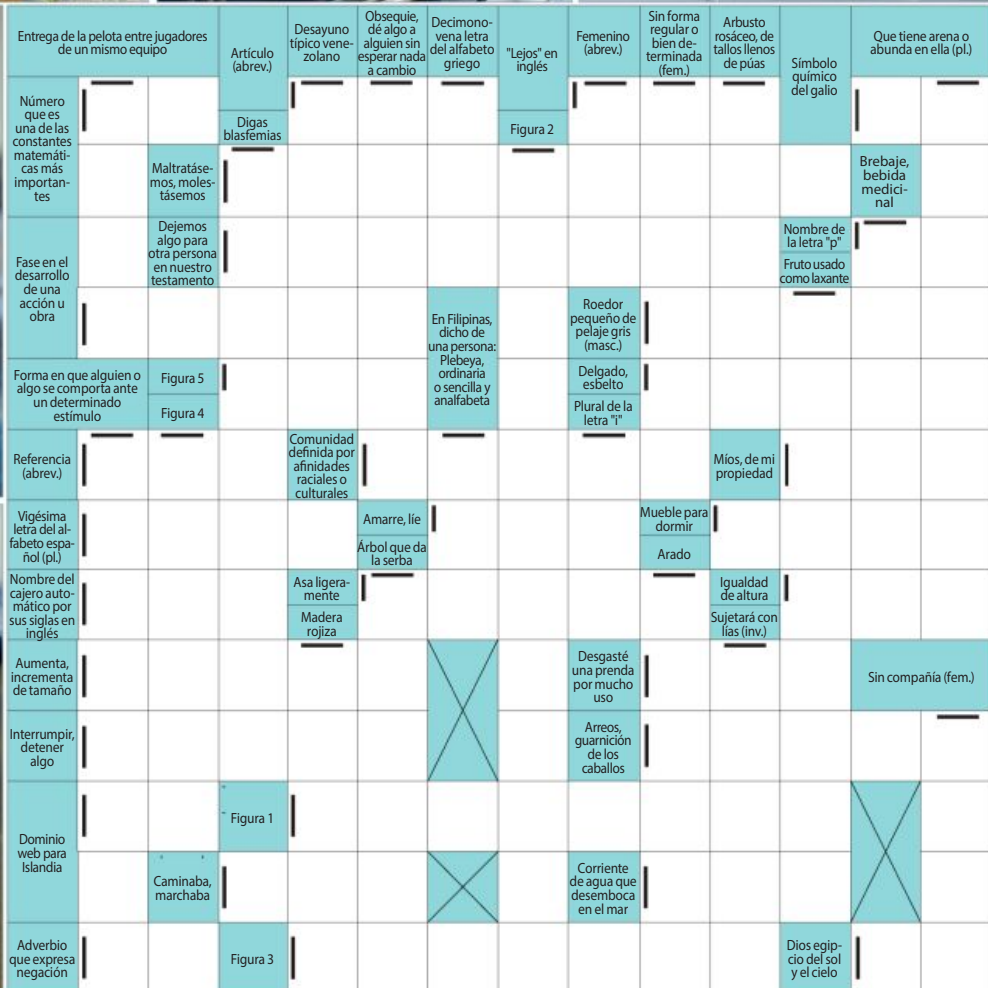 Entrega de la pelota entre jugadores
de un mismo equipo
Artículo
(abrev.)
Desayuno
típico vene-
zolano
Obsequie,
dé algo a
alguien sin
esperar nada
a cambio
Decimono-
vena letra
del alfabeto
griego
"Lejos" en
inglés
Femenino
(abrev.)
Sin forma
regular o
bien de-
terminada
(fem.)
Arbusto
rosáceo, de
tallos llenos
de púas
Símbolo
químico
del galio
Que tiene arena o
abunda en ella (pl.)
Número
que es
una de las
constantes
matemáti-
cas más
importan-
tes
Digas
blasfemias
Figura 2
Maltratáse-
mos, moles-
tásemos
Brebaje,
bebida
medici-
nal
Fase en el
desarrollo
de una
acción u
obra
Dejemos
algo para
otra persona
en nuestro
testamento
Nombre de
la letra "p"
Fruto usado
como laxante
En Filipinas,
dicho de
una persona:
Plebeya,
ordinaria
o sencilla y
analfabeta
Roedor
pequeño de
pelaje gris
(masc.)
Forma en que alguien o
algo se comporta ante
un determinado
estímulo
Figura 5
Figura 4
Delgado,
esbelto
Plural de la
letra "i"
Referencia
(abrev.)
Comunidad
definida por
afinidades
raciales o
culturales
Míos, de mi
propiedad
Vigésima
letra del al-
fabeto espa-
ñol (pl.)
Amarre, líe
Árbol que da
la serba
Mueble para
dormir
Arado
Nombre del
cajero auto-
mático por
sus siglas en
inglés
Asa ligera-
mente
Madera
rojiza
Igualdad
de altura
Sujetará con
lías (inv.)
Aumenta,
incrementa
de tamaño
Desgasté
una prenda
por mucho
uso
Sin compañía (fem.)
Interrumpir,
detener
algo
Arreos,
guarnición
de los
caballos
Dominio
web para
Islandia
Figura 1
Caminaba,
marchaba
Corriente
de agua que
desemboca
en el mar
Adverbio
que expresa
negación
Figura 3
Dios egip-
cio del sol
y el cielo